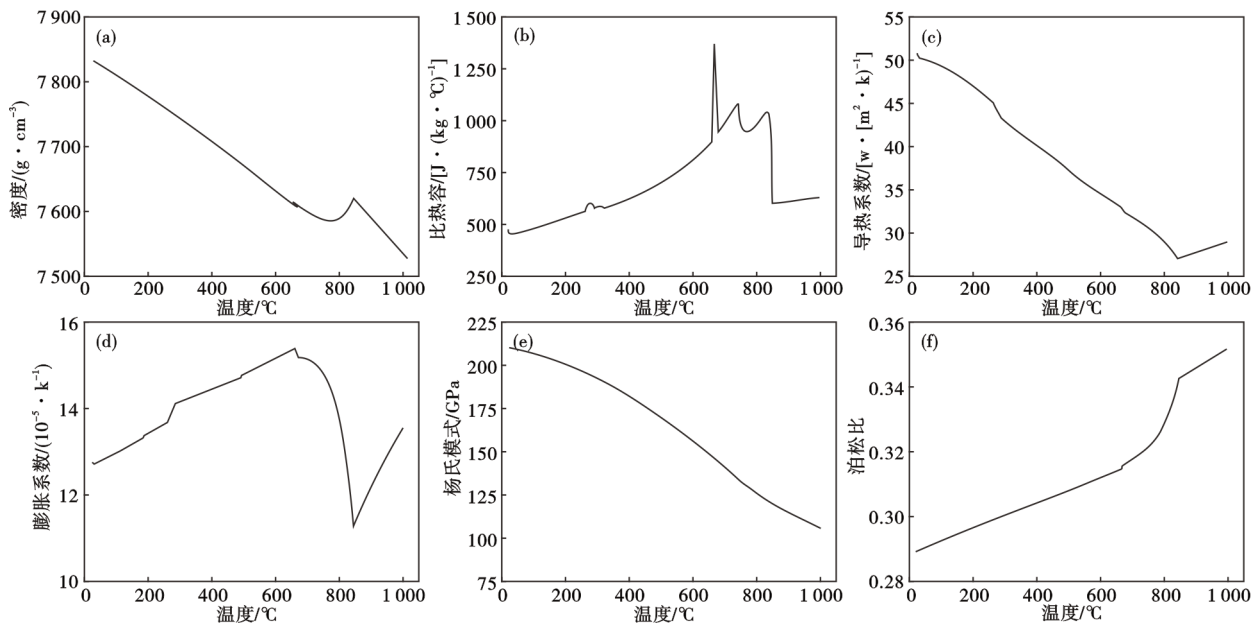 (a)
7 900
7 800
7 700
7 600
7 500
密度/(g·cm⁻³)
0 200 400 600 800 1 000
温度/℃
(b)
1 500
1 250
1 000
750
500
250
比热容/[J·(kg·℃)⁻¹]
0 200 400 600 800 1 000
温度/℃
(c)
55
50
45
40
35
30
25
导热系数/[w·[m²·k)⁻¹]
0 200 400 600 800 1 000
温度/℃
(d)
16
14
12
10
膨胀系数/(10⁻⁵·k⁻¹)
0 200 400 600 800 1 000
温度/℃
(e)
225
200
175
150
125
100
75
杨氏模式/GPa
0 200 400 600 800 1 000
温度/℃
(f)
0.36
0.34
0.32
0.30
0.28
泊松比
0 200 400 600 800 1 000
温度/℃